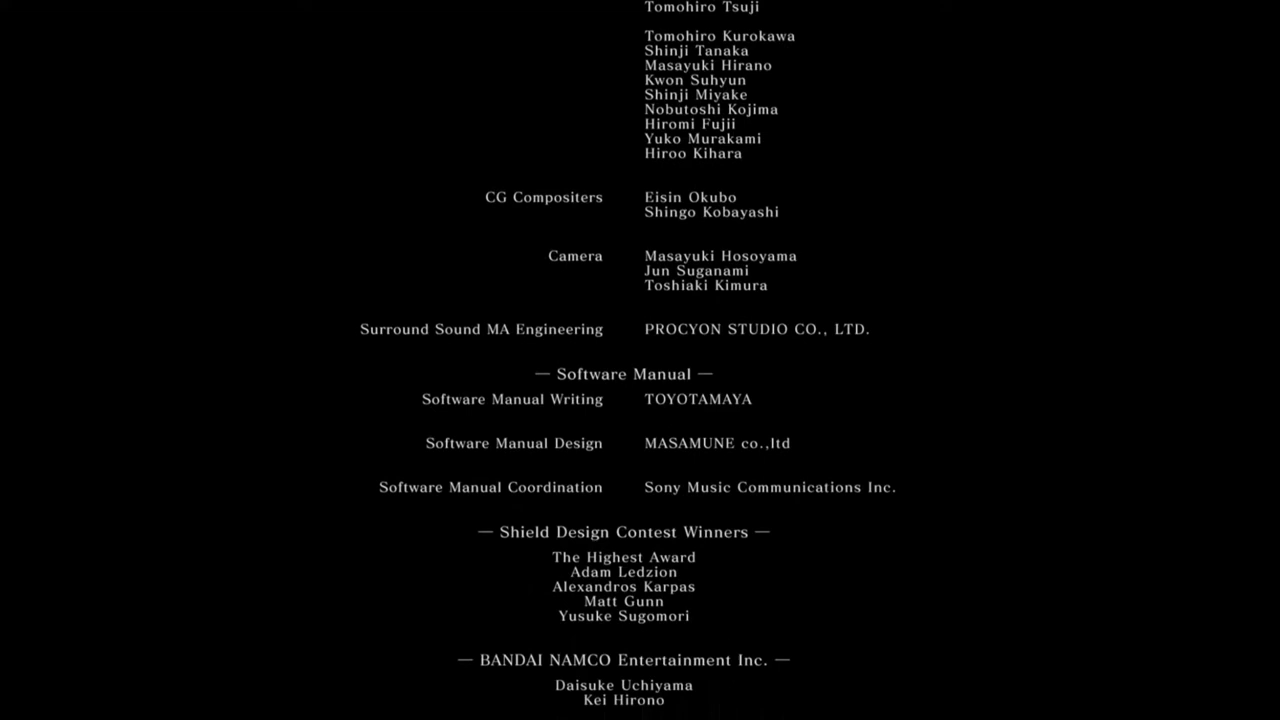 Tomohiro Tsuji
Tomohiro Kurokawa
Shinji Tanaka
Masayuki Hirano
Kwon Suhyun
Shinji Miyake
Nobutoshi Kojima
Hiromi Fujii
Yuko Murakami
Hiroo Kihara
CG Compositers Eisin Okubo
Shingo Kobayashi
Camera Masayuki Hosoyama
Jun Suganami
Toshiaki Kimura
Surround Sound MA Engineering PROCYON STUDIO CO., LTD.
— Software Manual —
Software Manual Writing TOYOTAMAYA
Software Manual Design MASAMUNE co.,ltd
Software Manual Coordination Sony Music Communications Inc.
— Shield Design Contest Winners —
The Highest Award
Adam Ledzion
Alexandros Karpas
Matt Gunn
Yusuke Sugomori
— BANDAI NAMCO Entertainment Inc. —
Daisuke Uchiyama
Kei Hirono